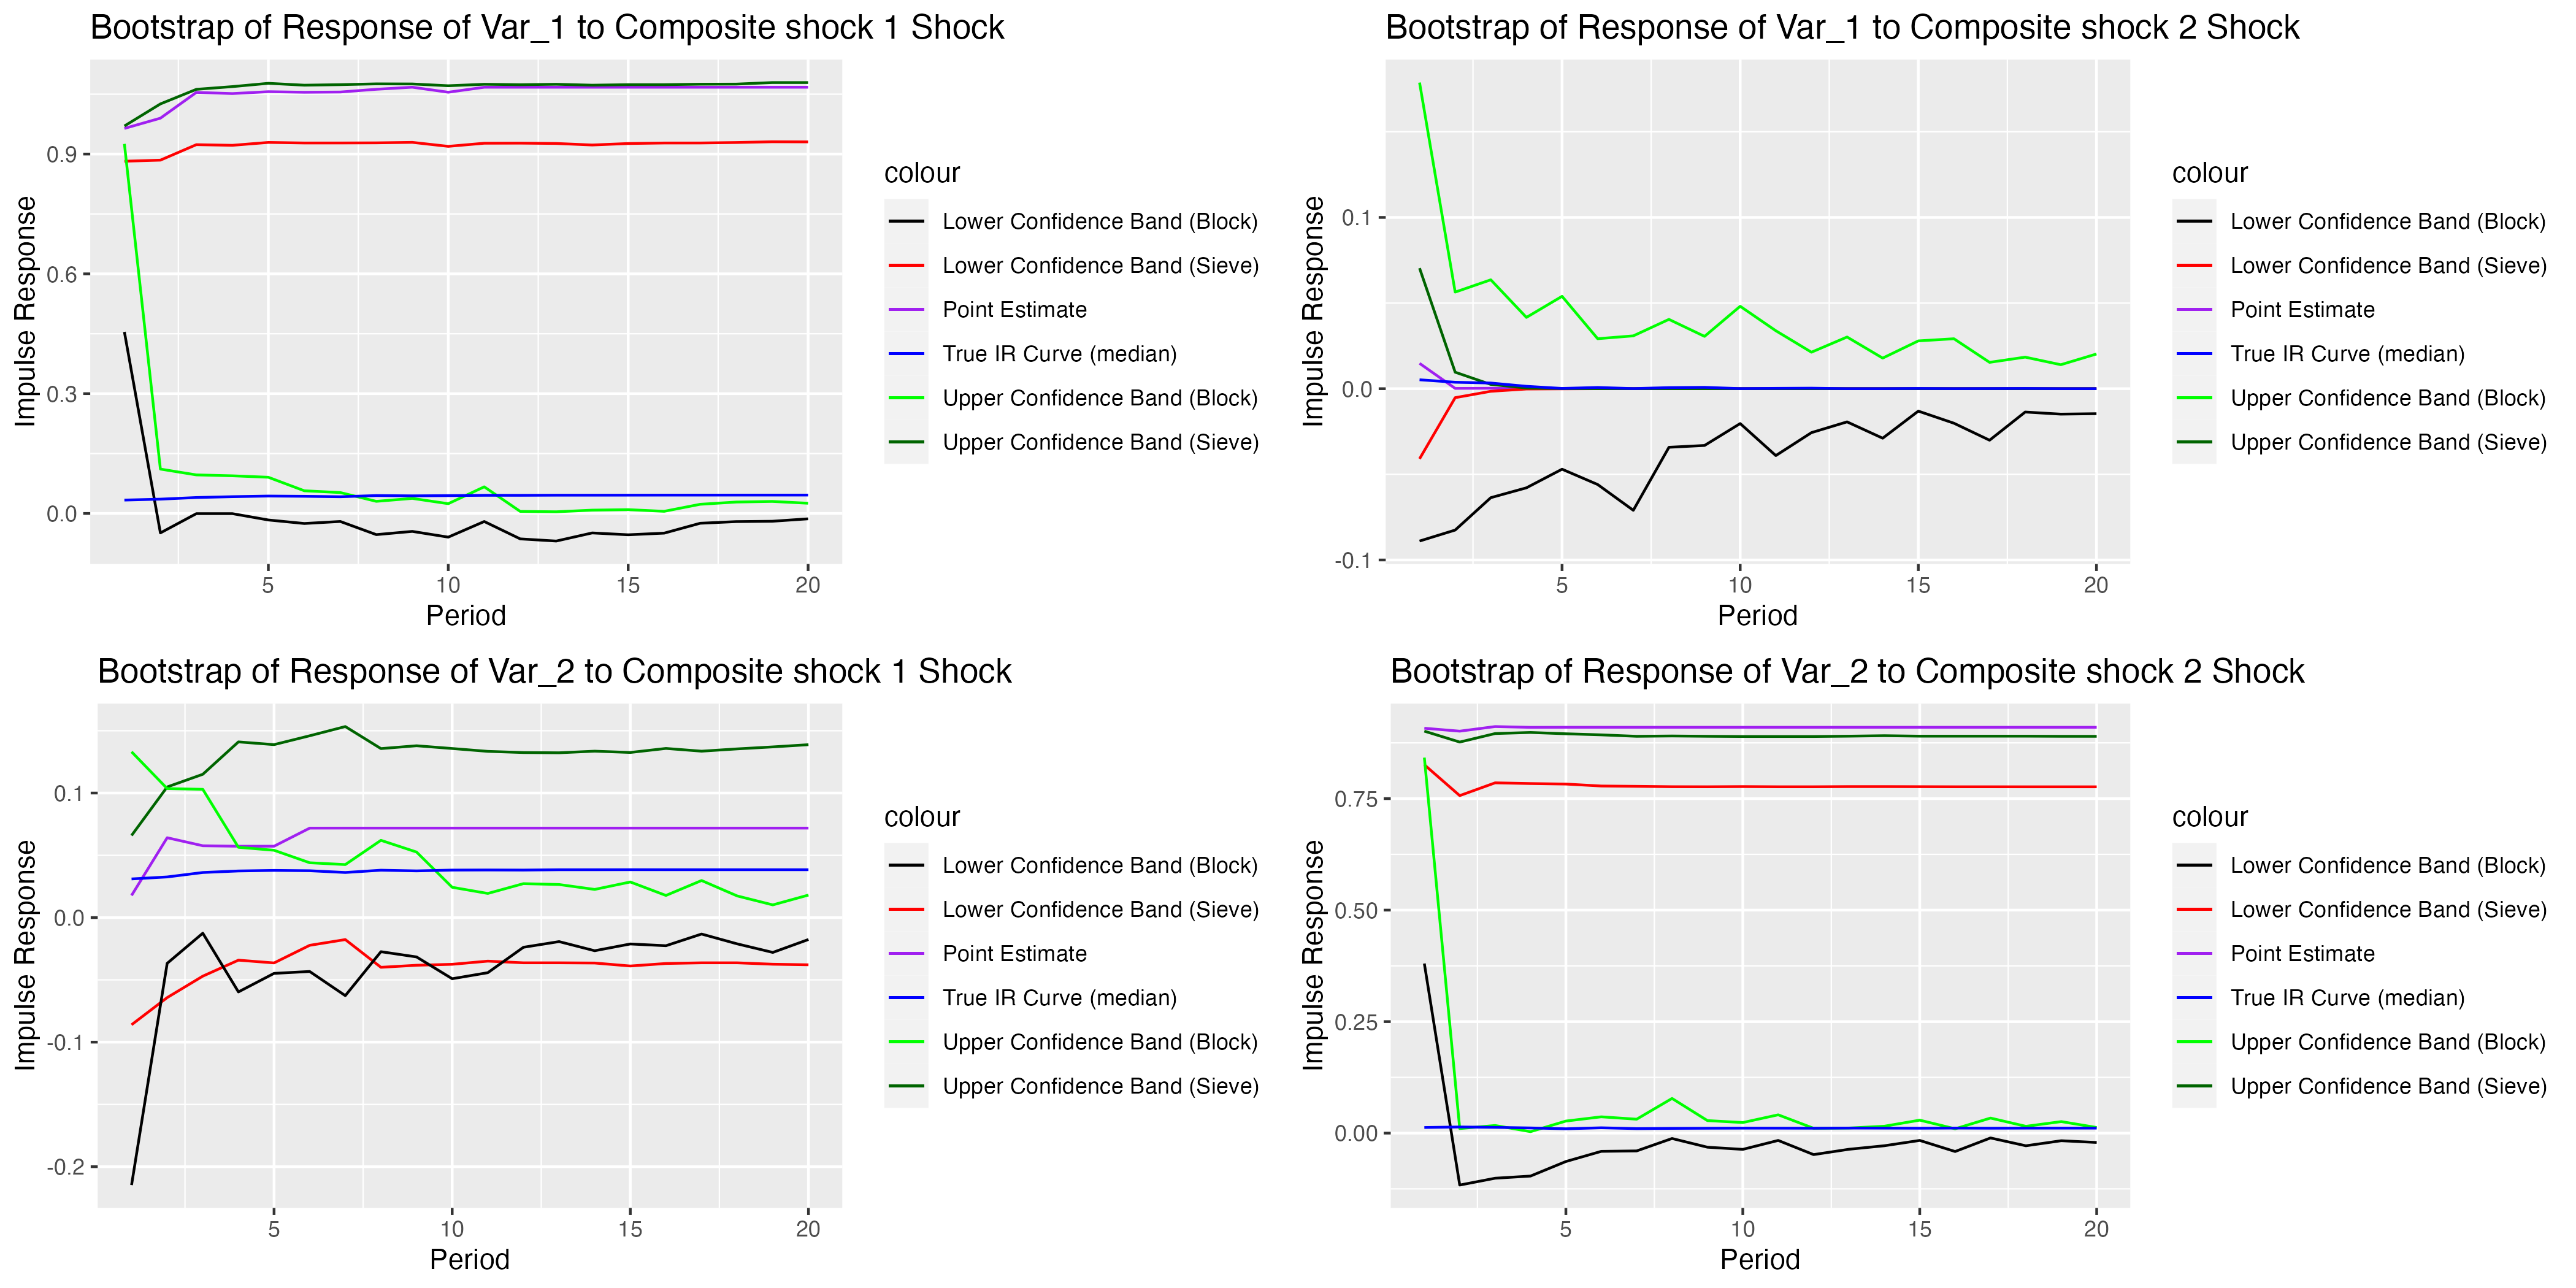 Bootstrap of Response of Var_1 to Composite shock 1 Shock
Impulse Response
0.9
0.6
0.3
0.0
5 10 15 20
Period
colour
Lower Confidence Band (Block)
Lower Confidence Band (Sieve)
Point Estimate
True IR Curve (median)
Upper Confidence Band (Block)
Upper Confidence Band (Sieve)
Bootstrap of Response of Var_1 to Composite shock 2 Shock
Impulse Response
0.1
0.0
-0.1
5 10 15 20
Period
colour
Lower Confidence Band (Block)
Lower Confidence Band (Sieve)
Point Estimate
True IR Curve (median)
Upper Confidence Band (Block)
Upper Confidence Band (Sieve)
Bootstrap of Response of Var_2 to Composite shock 1 Shock
Impulse Response
0.1
0.0
-0.1
-0.2
5 10 15 20
Period
colour
Lower Confidence Band (Block)
Lower Confidence Band (Sieve)
Point Estimate
True IR Curve (median)
Upper Confidence Band (Block)
Upper Confidence Band (Sieve)
Bootstrap of Response of Var_2 to Composite shock 2 Shock
Impulse Response
0.75
0.50
0.25
0.00
5 10 15 20
Period
colour
Lower Confidence Band (Block)
Lower Confidence Band (Sieve)
Point Estimate
True IR Curve (median)
Upper Confidence Band (Block)
Upper Confidence Band (Sieve)